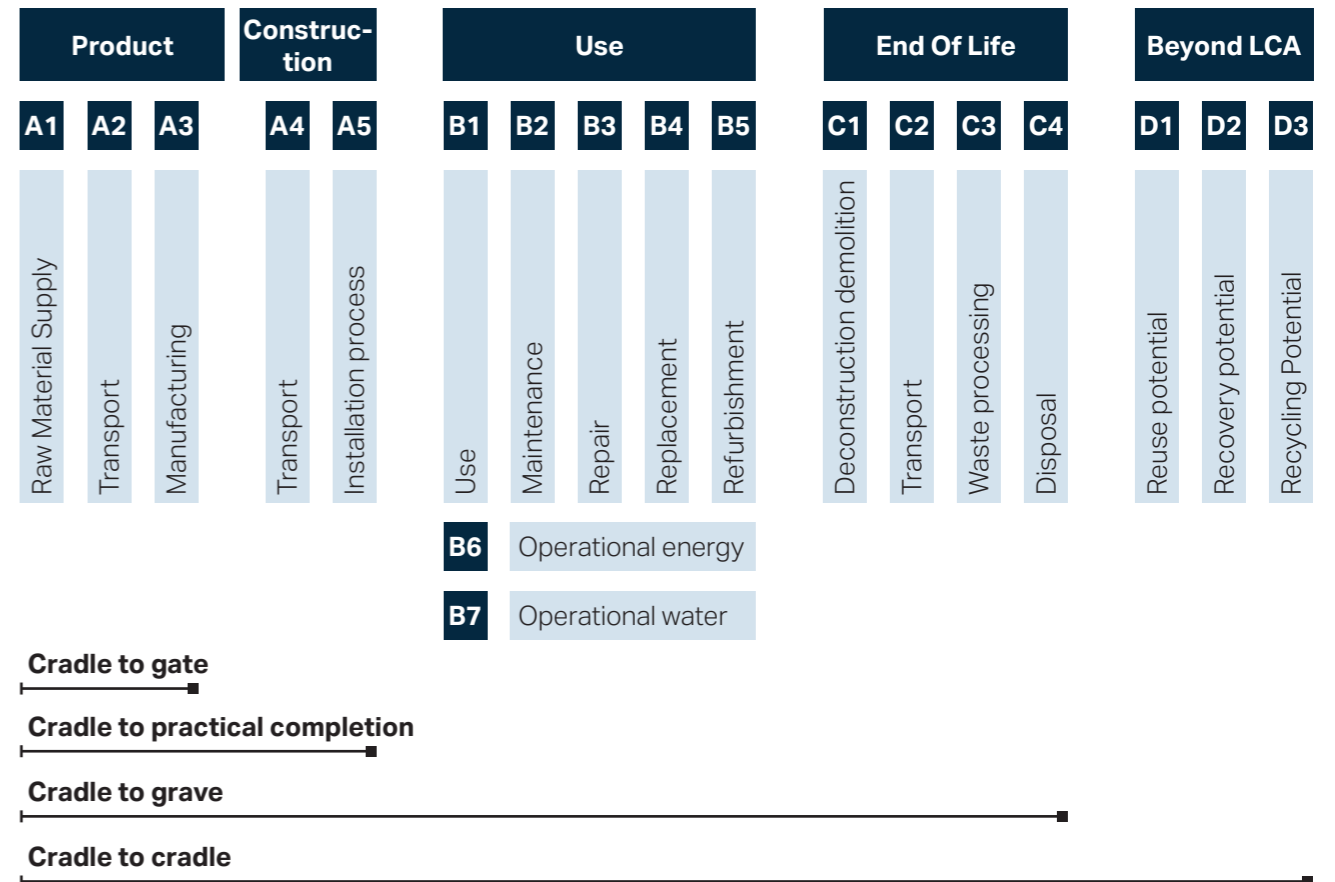 Product
Construc-
tion
Use
End Of Life
Beyond LCA
A1
A2
A3
A4
A5
B1
B2
B3
B4
B5
C1
C2
C3
C4
D1
D2
D3
Raw Material Supply
Transport
Manufacturing
Transport
Installation process
Use
Maintenance
Repair
Replacement
Refurbishment
Deconstruction demolition
Transport
Waste processing
Disposal
Reuse potential
Recovery potential
Recycling Potential
B6 Operational energy
B7 Operational water
Cradle to gate
Cradle to practical completion
Cradle to grave
Cradle to cradle